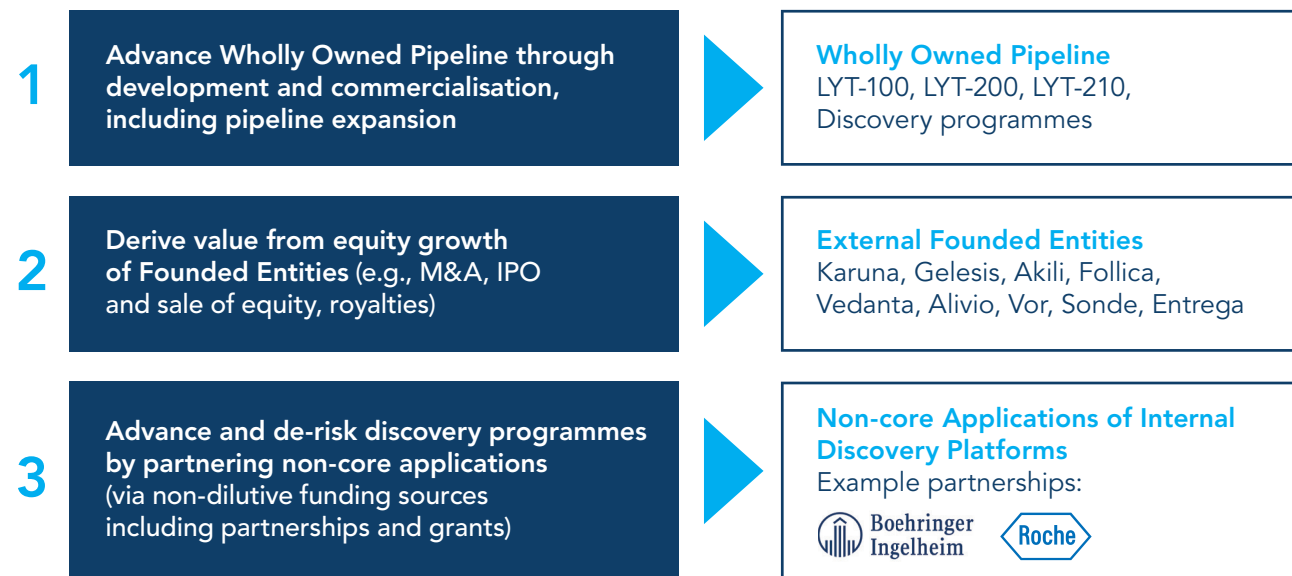 1
Advance Wholly Owned Pipeline through
development and commercialisation,
including pipeline expansion
Wholly Owned Pipeline
LYT-100, LYT-200, LYT-210,
Discovery programmes
2
Derive value from equity growth
of Founded Entities (e.g., M&A, IPO
and sale of equity, royalties)
External Founded Entities
Karuna, Gelesis, Akili, Follica,
Vedanta, Alivio, Vor, Sonde, Entrega
3
Advance and de-risk discovery programmes
by partnering non-core applications
(via non-dilutive funding sources
including partnerships and grants)
Non-core Applications of Internal
Discovery Platforms
Example partnerships:
Boehringer
Ingelheim
Roche